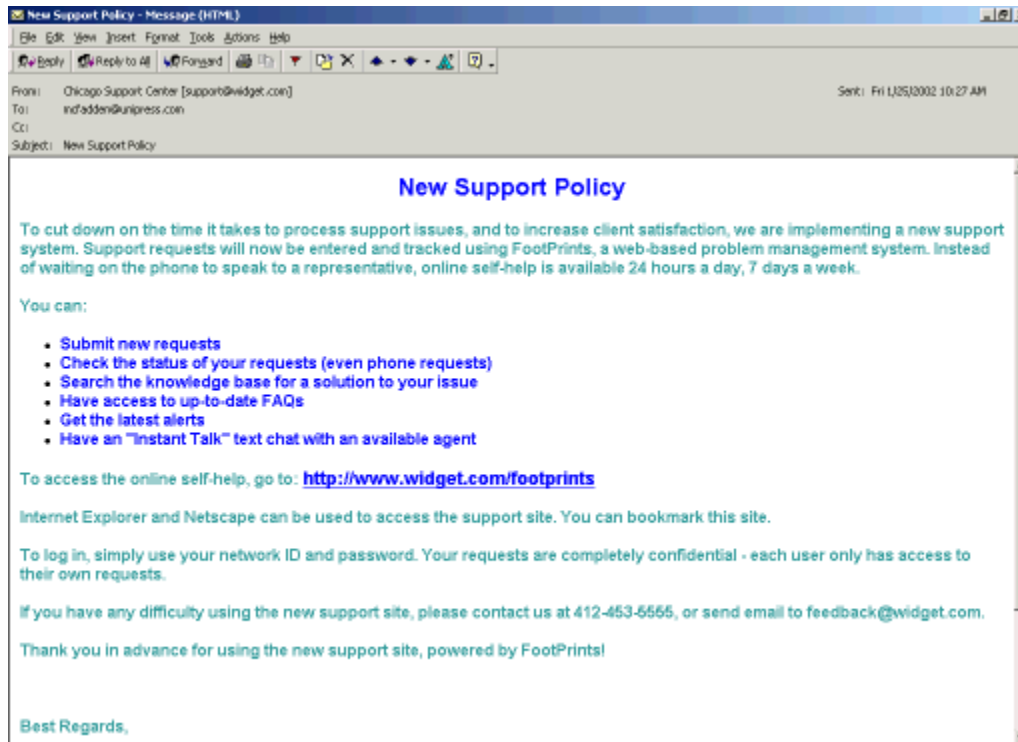 New Support Policy - Message (HTML)
File Edit View Insert Format Tools Actions Help
Reply Reply to All Forward
From: Chicago Support Center [support@widget.com] Sent: Fri 1/25/2002 10:27 AM
To: mcfadden@unipress.com
Cc:
Subject: New Support Policy
New Support Policy
To cut down on the time it takes to process support issues, and to increase client satisfaction, we are implementing a new support
system. Support requests will now be entered and tracked using FootPrints, a web-based problem management system. Instead
of waiting on the phone to speak to a representative, online self-help is available 24 hours a day, 7 days a week.
You can:
• Submit new requests
• Check the status of your requests (even phone requests)
• Search the knowledge base for a solution to your issue
• Have access to up-to-date FAQs
• Get the latest alerts
• Have an "Instant Talk" text chat with an available agent
To access the online self-help, go to: http://www.widget.com/footprints
Internet Explorer and Netscape can be used to access the support site. You can bookmark this site.
To log in, simply use your network ID and password. Your requests are completely confidential - each user only has access to
their own requests.
If you have any difficulty using the new support site, please contact us at 412-453-5555, or send email to feedback@widget.com.
Thank you in advance for using the new support site, powered by FootPrints!
Best Regards,